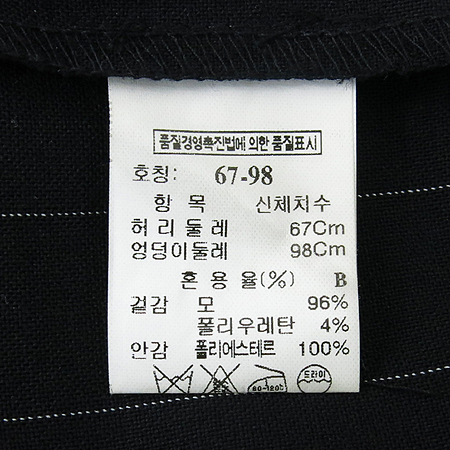 품질경영촉진법에 의한 품질표시
호칭: 67-98
항 목 신체치수
허리둘레 67Cm
엉덩이둘레 98Cm
혼용율(%) B
겉감 모 96%
폴리우레탄 4%
안감 폴리에스테르 100%
80-120℃ 드라이